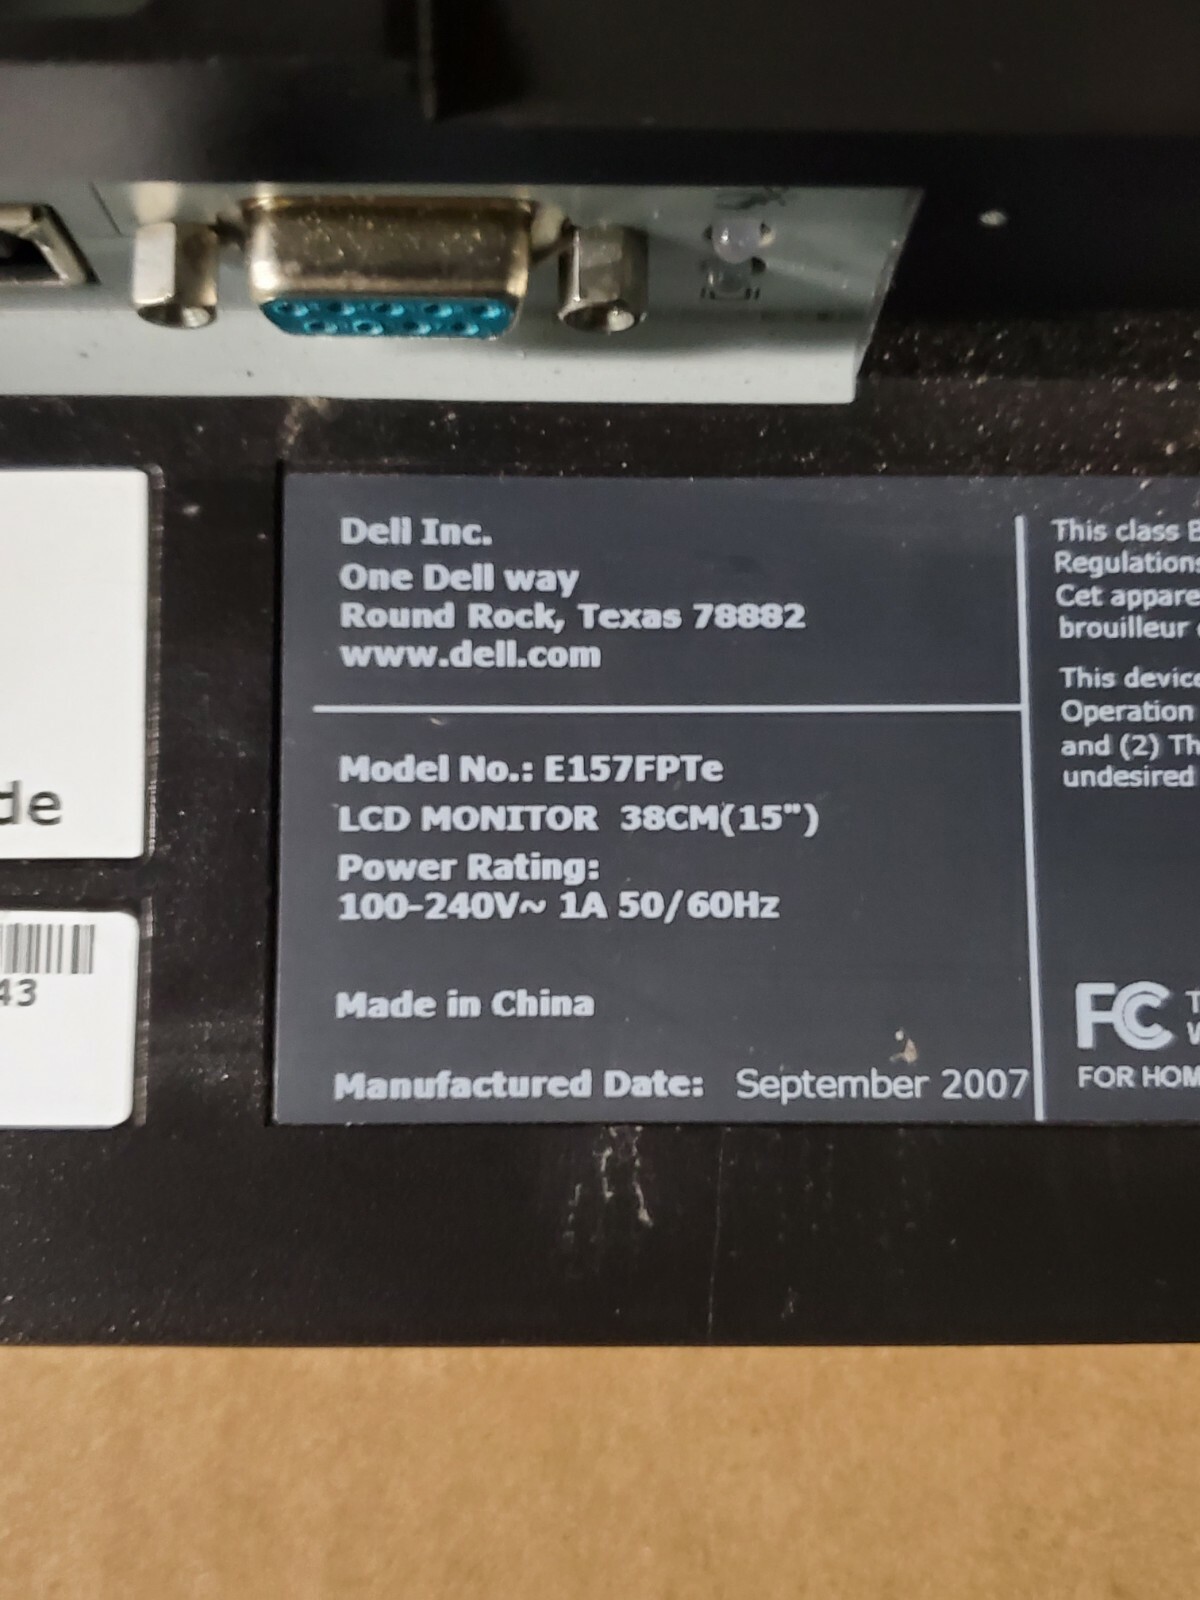 Dell Inc.
One Dell way
Round Rock, Texas 78882
www.dell.com
Model No.: E157FPTe
LCD MONITOR 38CM(15")
Power Rating:
100-240V~ 1A 50/60Hz
Made in China
Manufactured Date: September 2007
This class B
Regulations
Cet appare
brouilleur
This device
Operation
and (2) Th
undesired
FC
FOR HOM
de
43